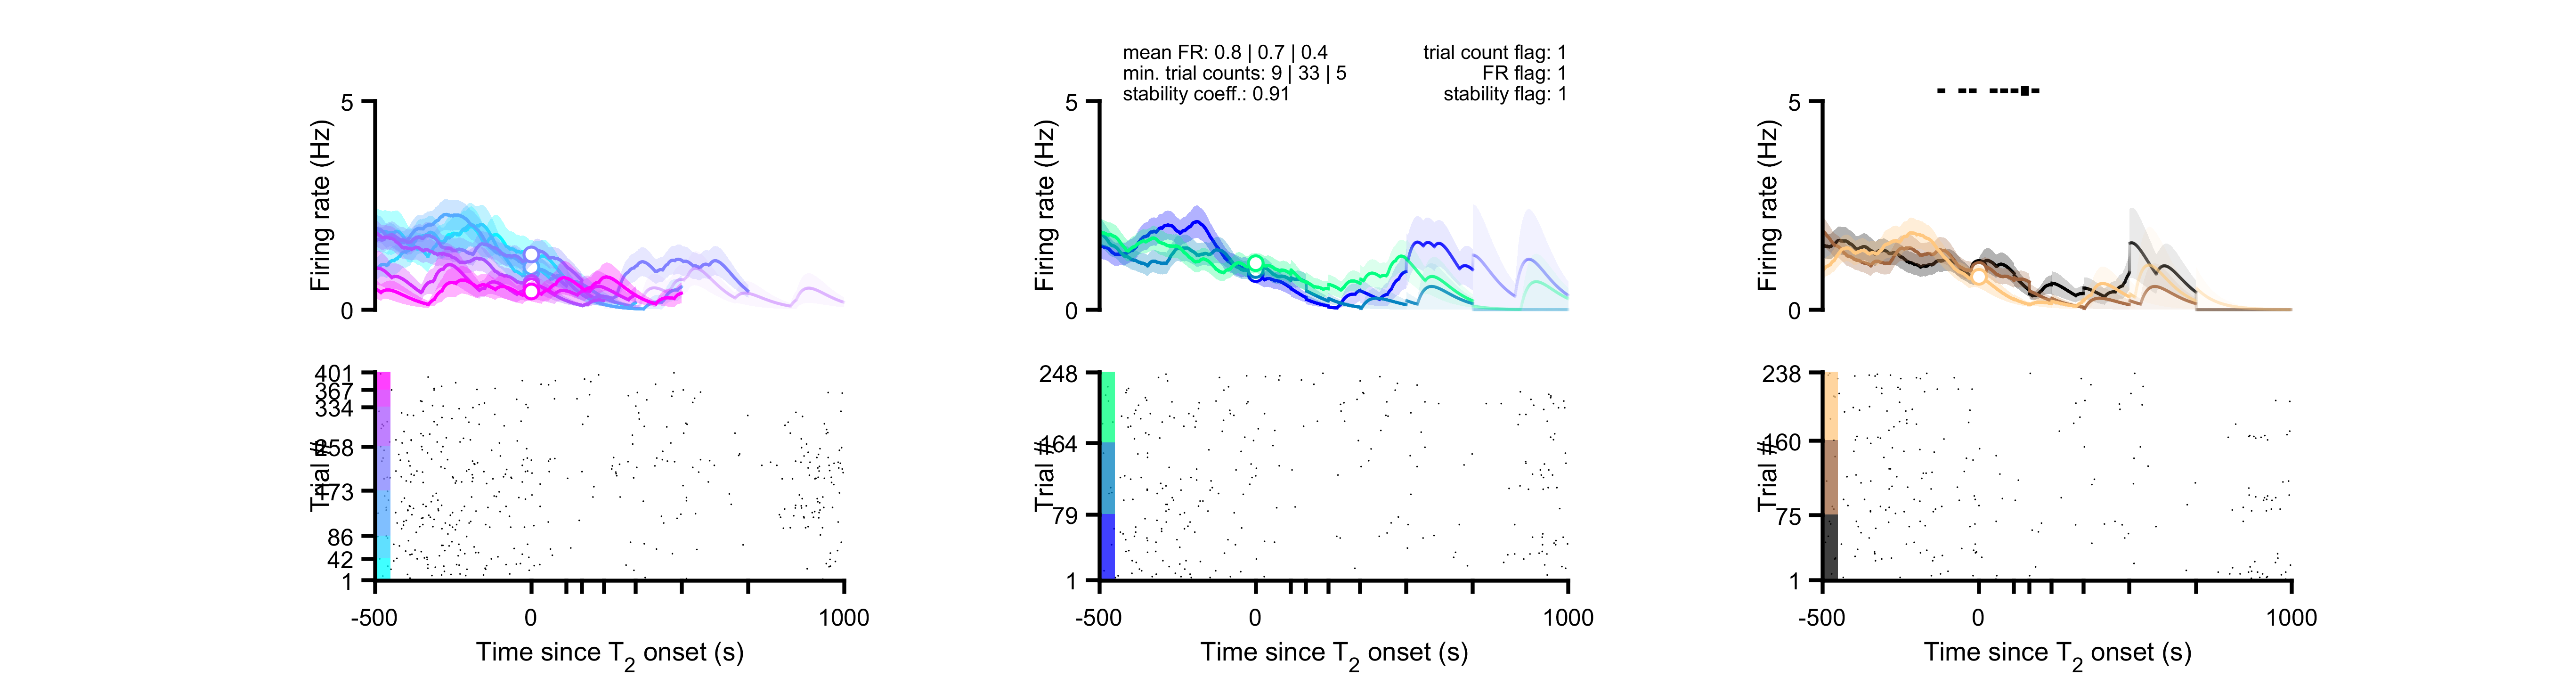 mean FR: 0.8 | 0.7 | 0.4
min. trial counts: 9 | 33 | 5
stability coeff.: 0.91
trial count flag: 1
FR flag: 1
stability flag: 1
5
0
Firing rate (Hz)
401
367
334
258
173
86
42
1
Trial #
-500
0
1000
Time since T2 onset (s)
5
0
Firing rate (Hz)
248
164
79
1
Trial #
-500
0
1000
Time since T2 onset (s)
5
0
Firing rate (Hz)
238
160
75
1
Trial #
-500
0
1000
Time since T2 onset (s)